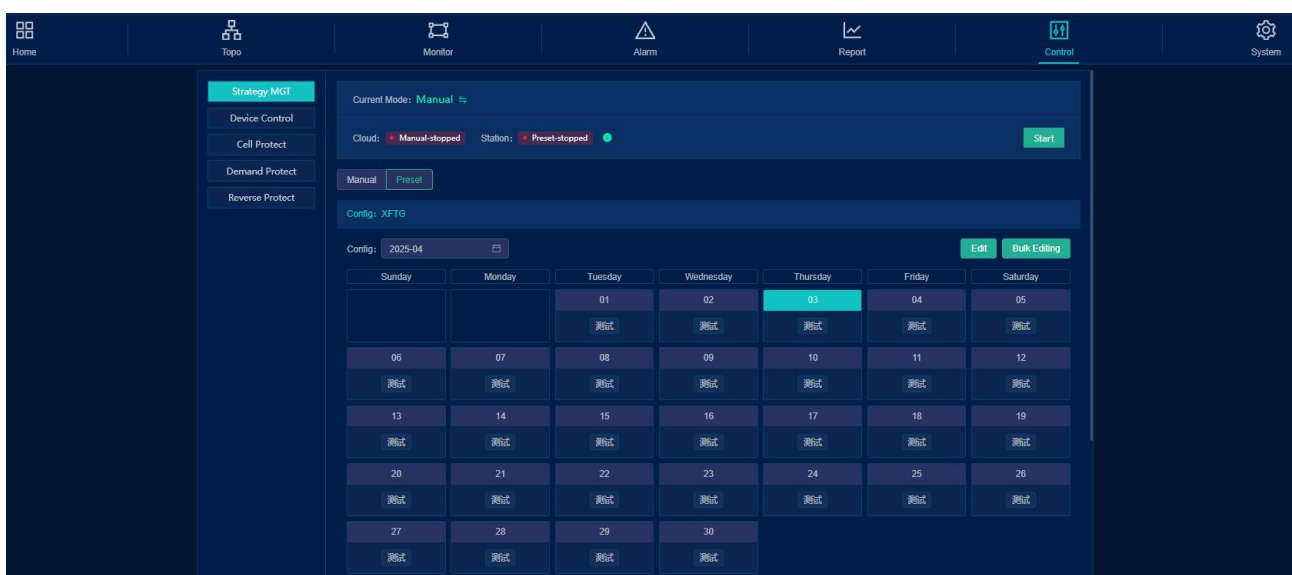 Home Topo Monitor Alarm Report Control System
Strategy MGT
Device Control
Cell Protect
Demand Protect
Reverse Protect
Current Mode: Manual
Cloud: Manual-stopped Station: Preset-stopped Start
Manual Preset
Config: XFTG
Config: 2025-04 Edit Bulk Editing
Sunday Monday Tuesday Wednesday Thursday Friday Saturday
01 02 03 04 05
测试 测试 测试 测试 测试
06 07 08 09 10 11 12
测试 测试 测试 测试 测试 测试 测试
13 14 15 16 17 18 19
测试 测试 测试 测试 测试 测试 测试
20 21 22 23 24 25 26
测试 测试 测试 测试 测试 测试 测试
27 28 29 30
测试 测试 测试 测试